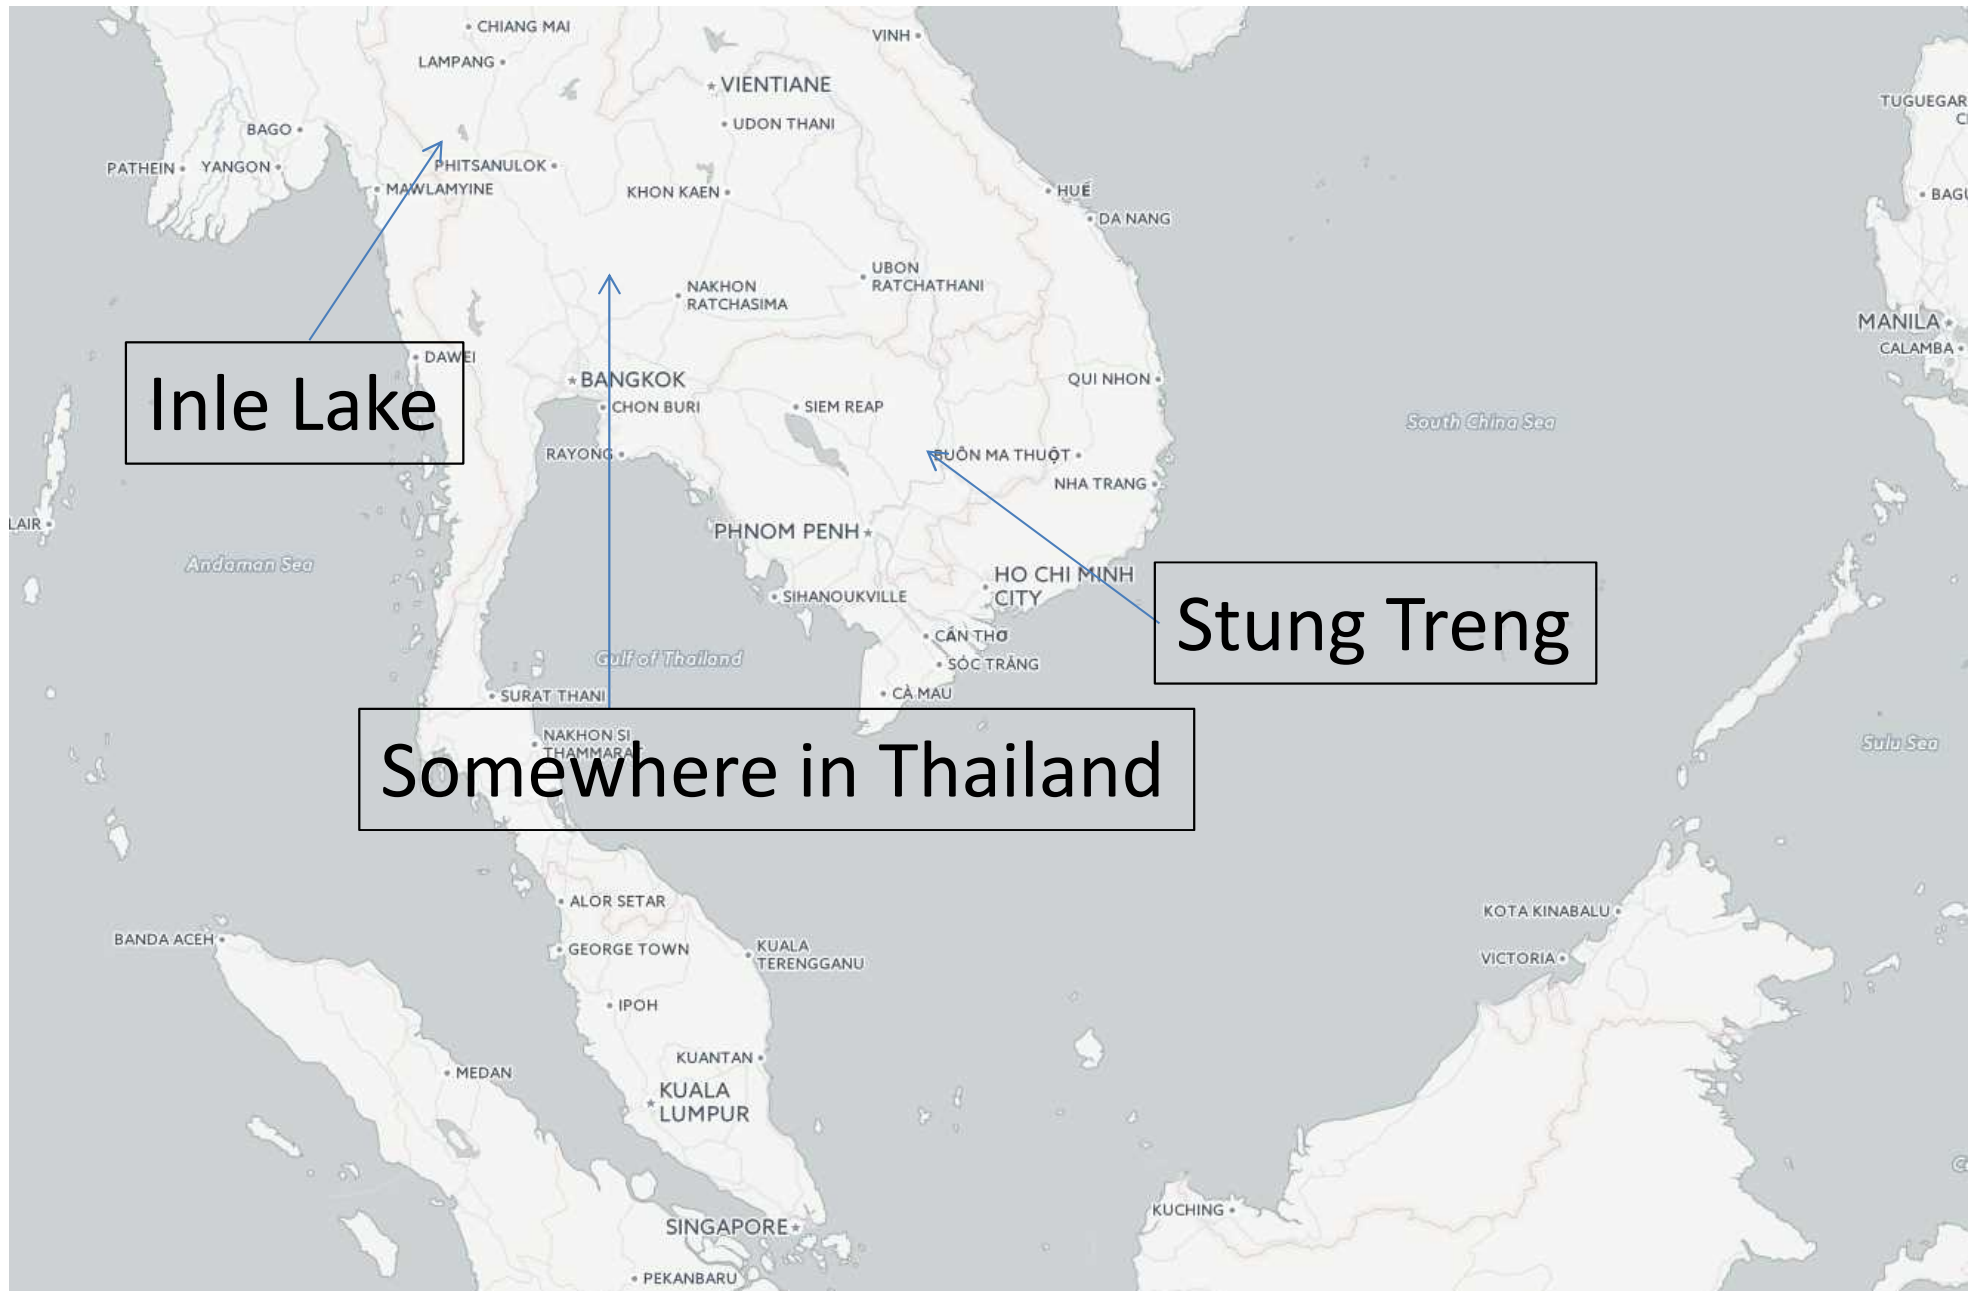 CHIANG MAI
VINH
LAMPANG
VIENTIANE
TUGUEGAR
UDON THANI
BAGO
PATHEIN
YANGON
PHITSANULOK
MAWLAMYINE
KHON KAEN
HUẾ
BAGU
DA NANG
UBON
RATCHATHANI
NAKHON
RATCHASIMA
MANILA
CALAMBA
DAWEI
Inle Lake
BANGKOK
CHON BURI
SIEM REAP
QUI NHON
South China Sea
RAYONG
BUÔN MA THUỘT
NHA TRANG
LAIR
PHNOM PENH
Andaman Sea
HO CHI MINH
CITY
SIHANOUKVILLE
Stung Treng
CẦN THƠ
SÓC TRĂNG
Gulf of Thailand
SURAT THANI
CÀ MAU
NAKHON SI
THAMMARAT
Somewhere in Thailand
Sulu Sea
ALOR SETAR
KOTA KINABALU
BANDA ACEH
GEORGE TOWN
KUALA
TERENGGANU
VICTORIA
IPOH
KUANTAN
MEDAN
KUALA
LUMPUR
KUCHING
SINGAPORE
PEKANBARU